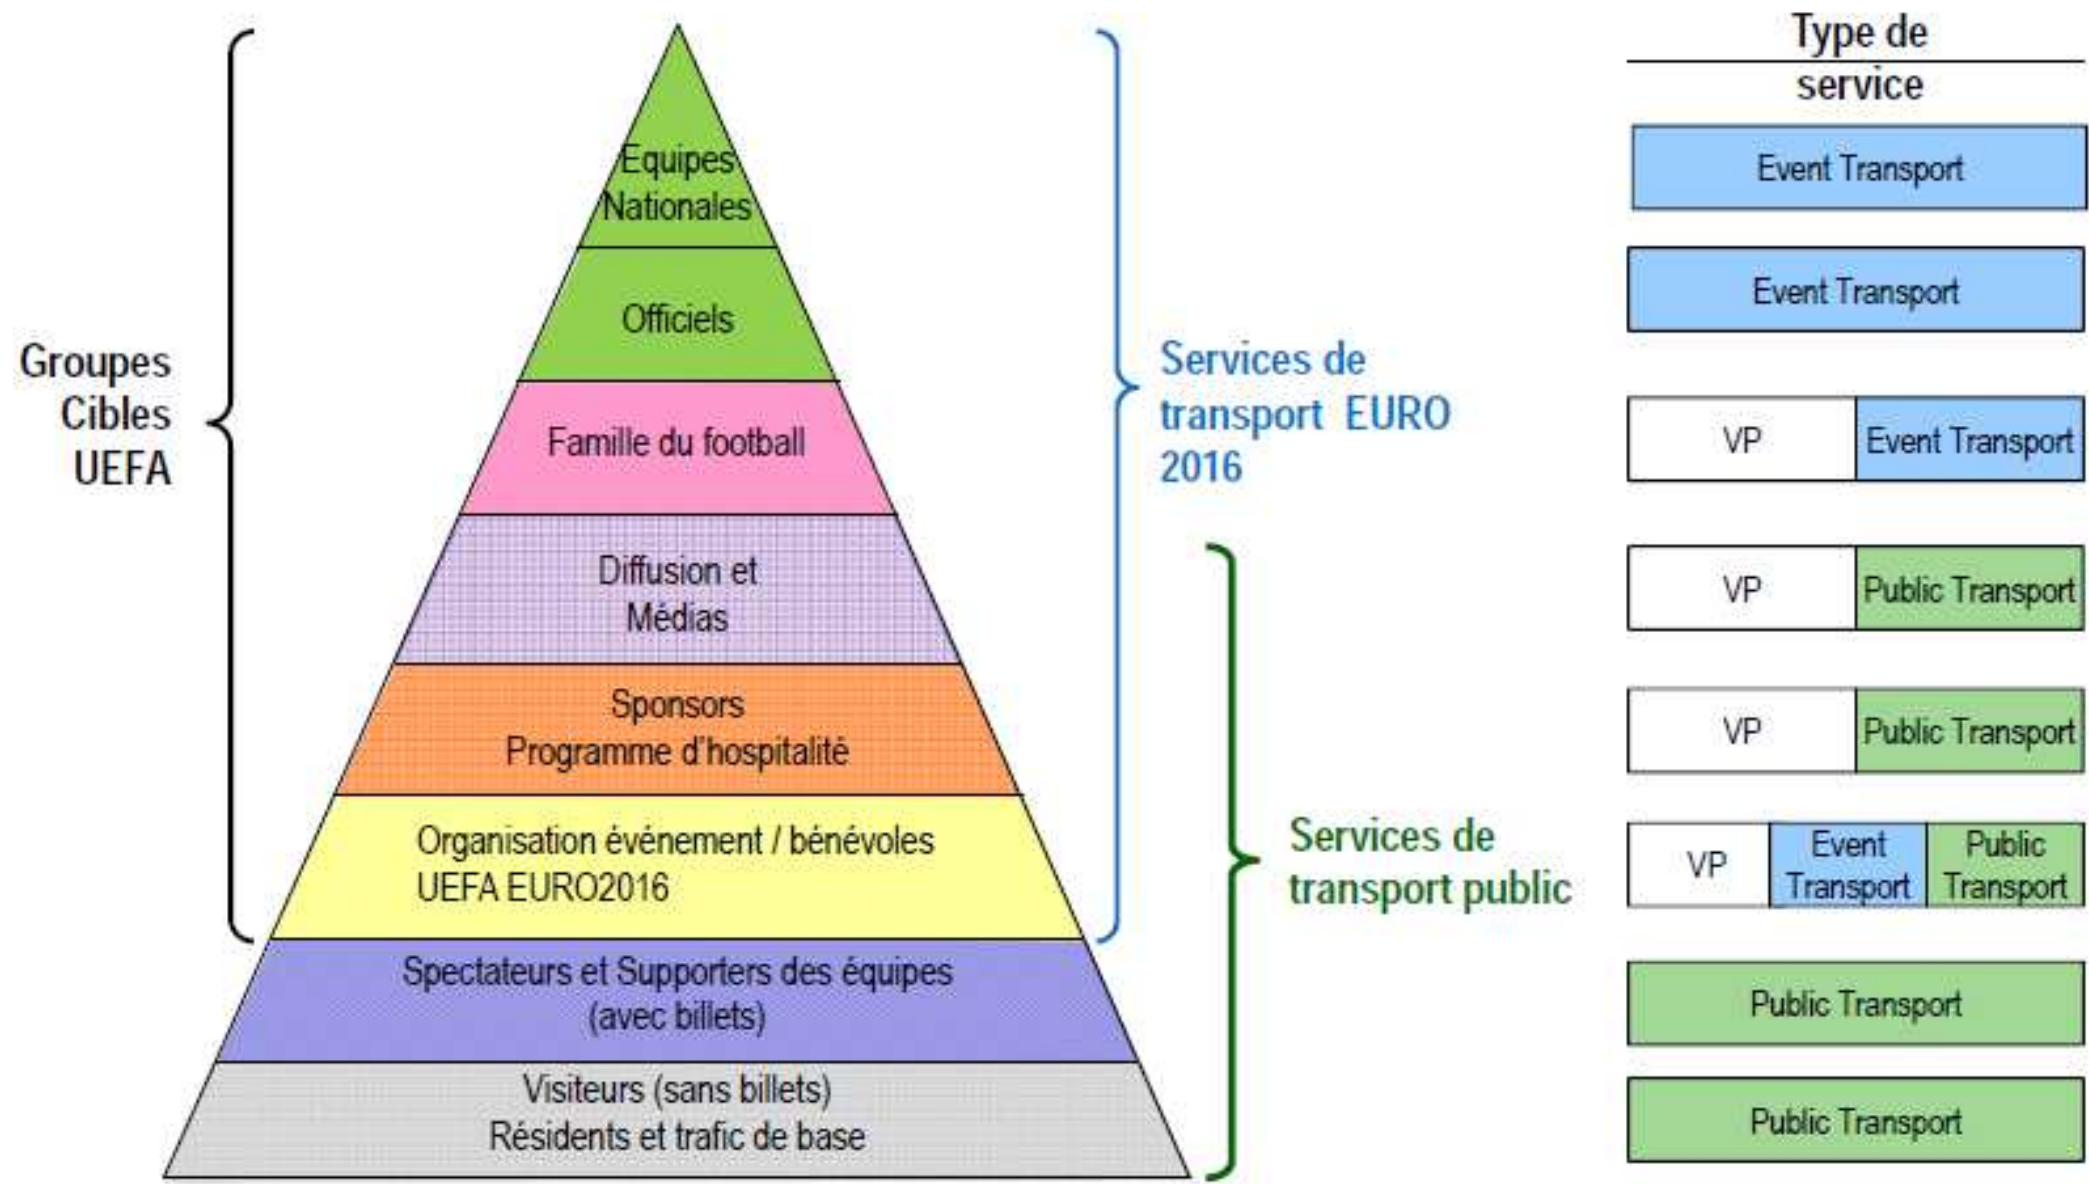 Groupes
Cibles
UEFA
Equipes
Nationales
Officiels
Famille du football
Diffusion et
Médias
Sponsors
Programme d'hospitalité
Organisation événement / bénévoles
UEFA EURO2016
Spectateurs et Supporters des équipes
(avec billets)
Visiteurs (sans billets)
Résidents et trafic de base
Services de
transport EURO
2016
Services de
transport public
Type de
service
Event Transport
Event Transport
VP
Event Transport
VP
Public Transport
VP
Public Transport
VP
Event
Transport
Public
Transport
Public Transport
Public Transport